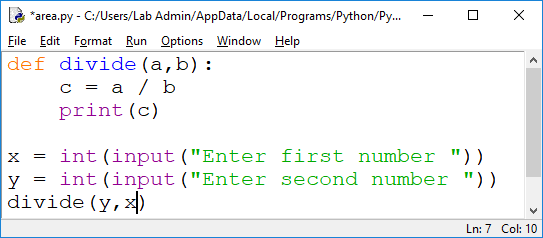 *area.py - C:/Users/Lab Admin/AppData/Local/Programs/Python/Py...
File Edit Format Run Options Window Help
def divide(a,b):
    c = a / b
    print(c)
x = int(input("Enter first number "))
y = int(input("Enter second number "))
divide(y,x)
Ln: 7 Col: 10